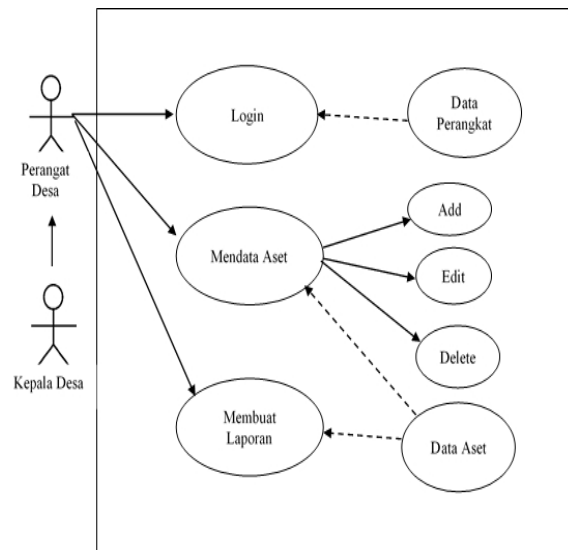 Login
Data
Perangkat
Perangat
Desa
Add
Mendata Aset
Edit
Delete
Kepala Desa
Membuat
Laporan
Data Aset